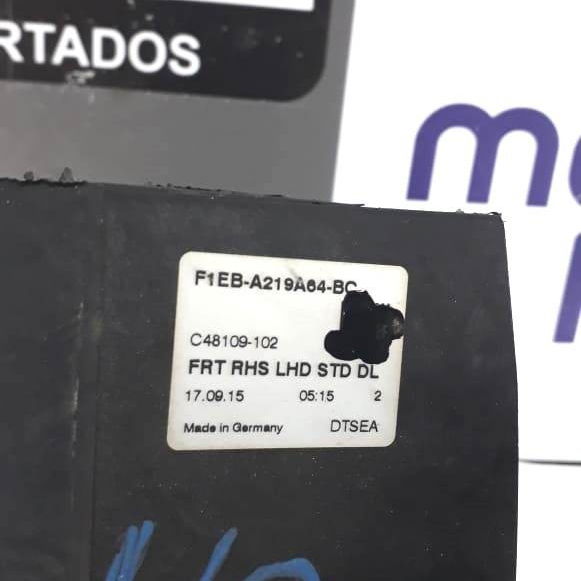 RTADOS
F1EB-A219A64-BC
C48109-102
FRT RHS LHD STD DL
17.09.15 05:15 2
Made in Germany DTSEA